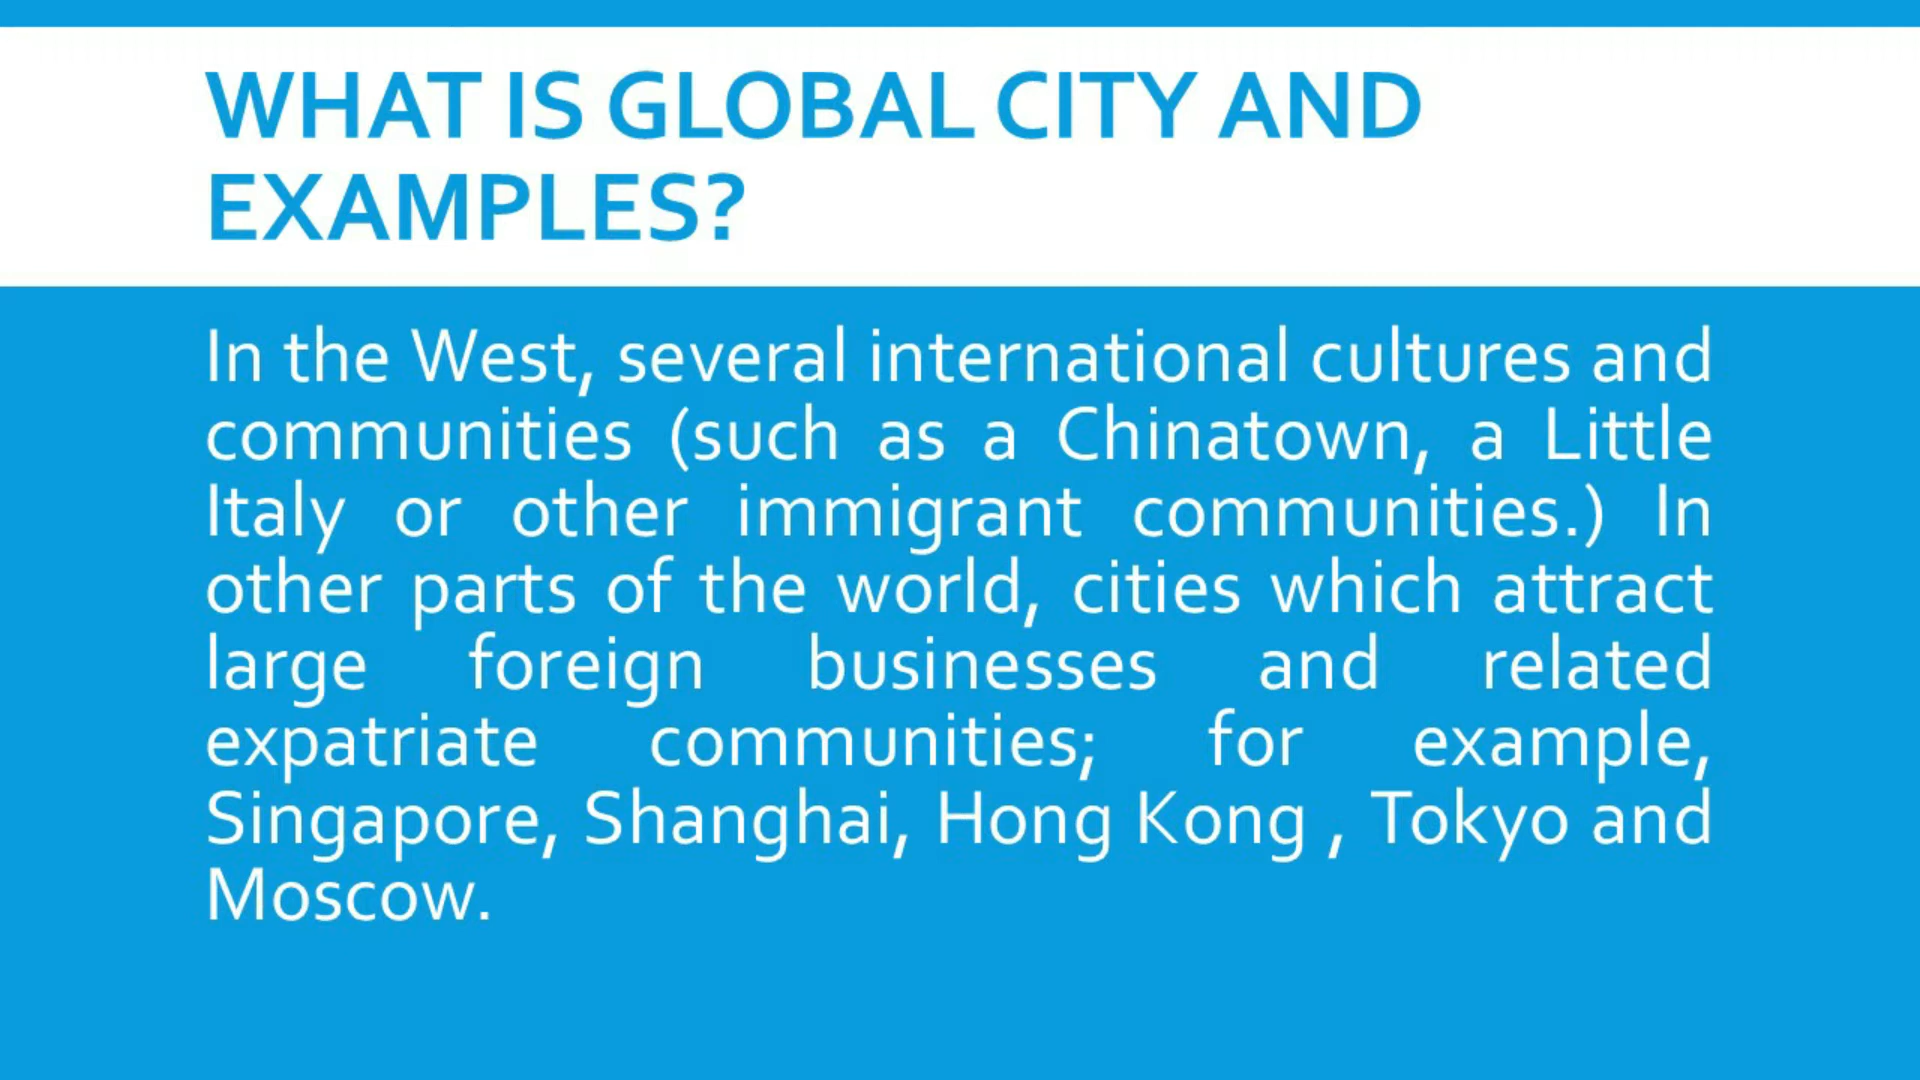 WHAT IS GLOBAL CITY AND
EXAMPLES?
In the West, several international cultures and
communities (such as a Chinatown, a Little
Italy or other immigrant communities.) In
other parts of the world, cities which attract
large foreign businesses and related
expatriate communities; for example,
Singapore, Shanghai, Hong Kong , Tokyo and
Moscow.